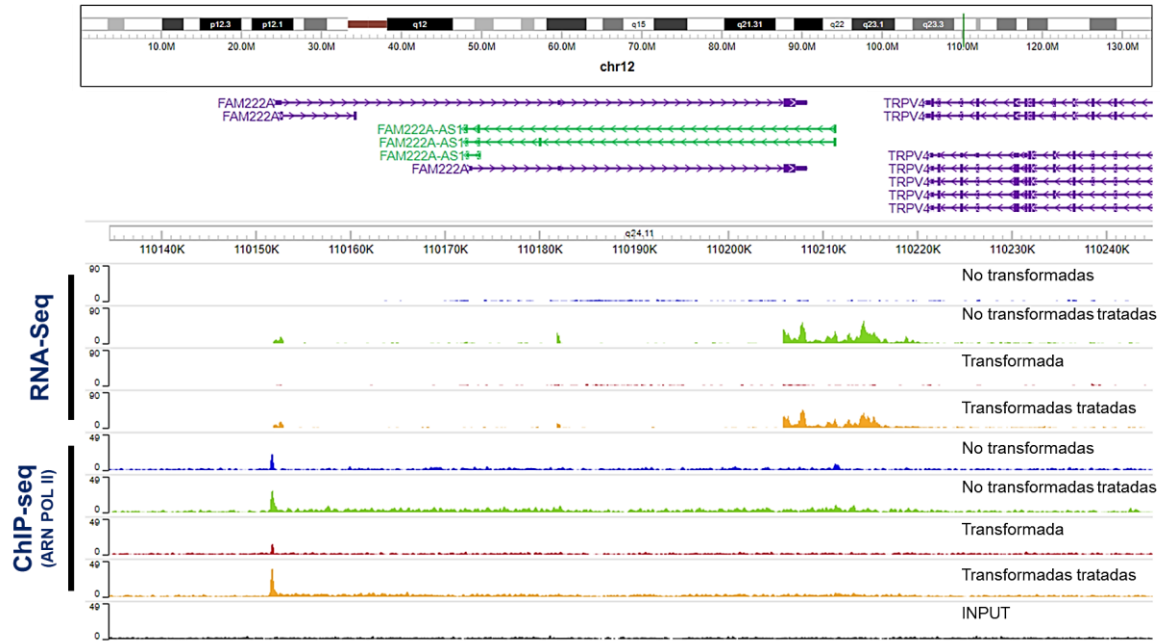 p12.3 p12.1 q12 q15 q21.31 q22 q23.1 q23.3
10.0M 20.0M 30.0M 40.0M 50.0M 60.0M 70.0M 80.0M 90.0M 100.0M 110.0M 120.0M 130.0M
chr12
FAM222A TRPV4
FAM222A TRPV4
FAM222A-AS1
FAM222A-AS1
FAM222A-AS1 TRPV4
FAM222A TRPV4
TRPV4
TRPV4
TRPV4
q24.11
110140K 110150K 110160K 110170K 110180K 110190K 110200K 110210K 110220K 110230K 110240K
RNA-Seq
90
0
No transformadas
90
0
No transformadas tratadas
90
0
Transformada
90
0
Transformadas tratadas
ChIP-seq
(ARN POL II)
49
0
No transformadas
49
0
No transformadas tratadas
49
0
Transformada
49
0
Transformadas tratadas
49
0
INPUT